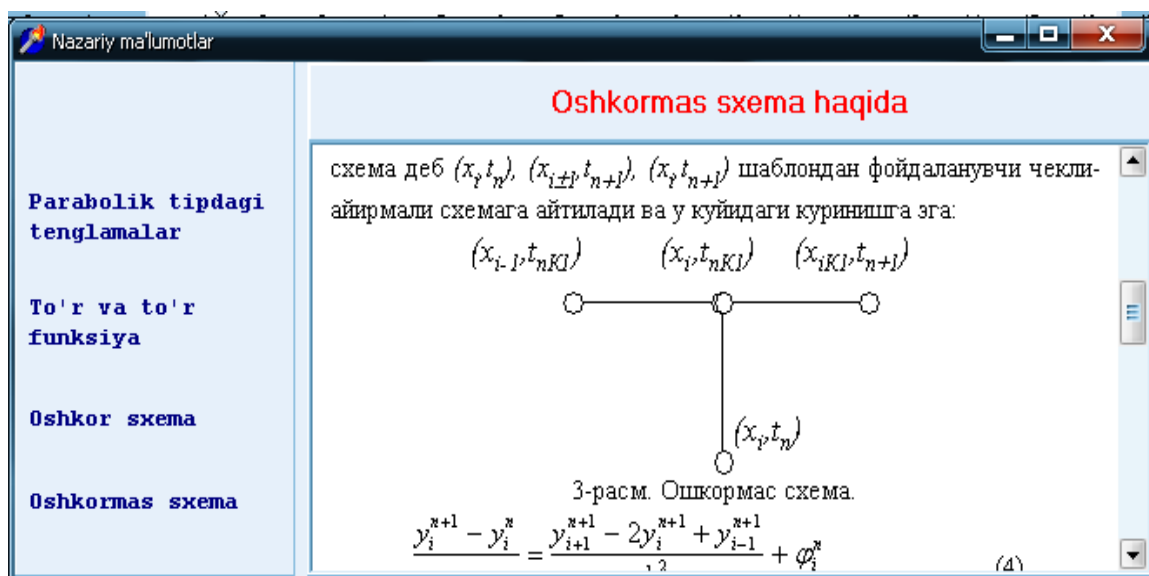 Nazariy ma'lumotlar
Oshkormas sxema haqida
Parabolik tipdagi
tenglamalar
To'r va to'r
funksiya
Oshkor sxema
Oshkormas sxema
схема деб (x_i, t_n), (x_{i±1}, t_{n+1}), (x_i, t_{n+1}) шаблондан фойдаланувчи чекли-
айирмали схемага айтилади ва у куйидаги куринишга эга:
(x_{i-1}, t_{nK1}) (x_i, t_{nK1}) (x_{iK1}, t_{n+1})
(x_i, t_n)
3-расм. Ошкормас схема.
y_i^{n+1} − y_i^n = y_{i+1}^{n+1} − 2y_i^{n+1} + y_{i−1}^{n+1} + φ_i^n (4)